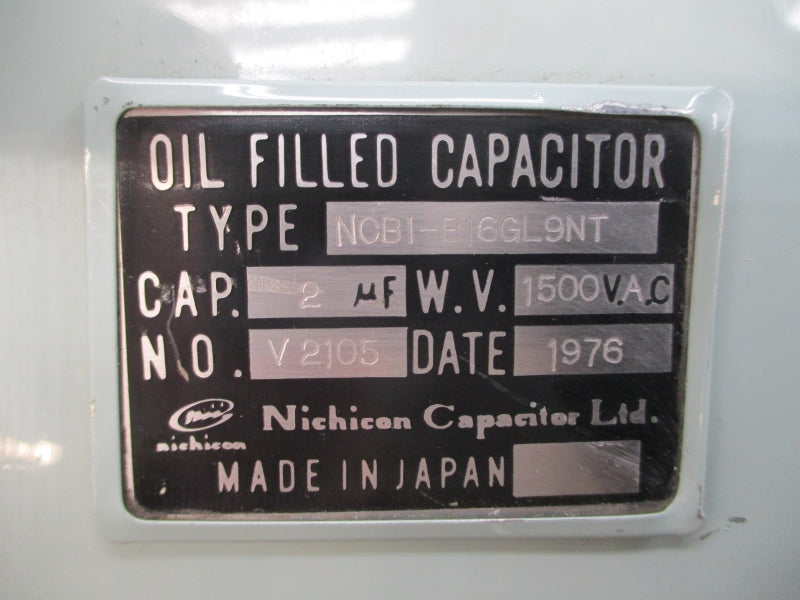 OIL FILLED CAPACITOR
TYPE NCBI-B16GL9NT
CAP. 2 μF W.V. 1500V.A.C
NO. V2105 DATE 1976
nichicon Nichicon Capacitor Ltd.
MADE IN JAPAN